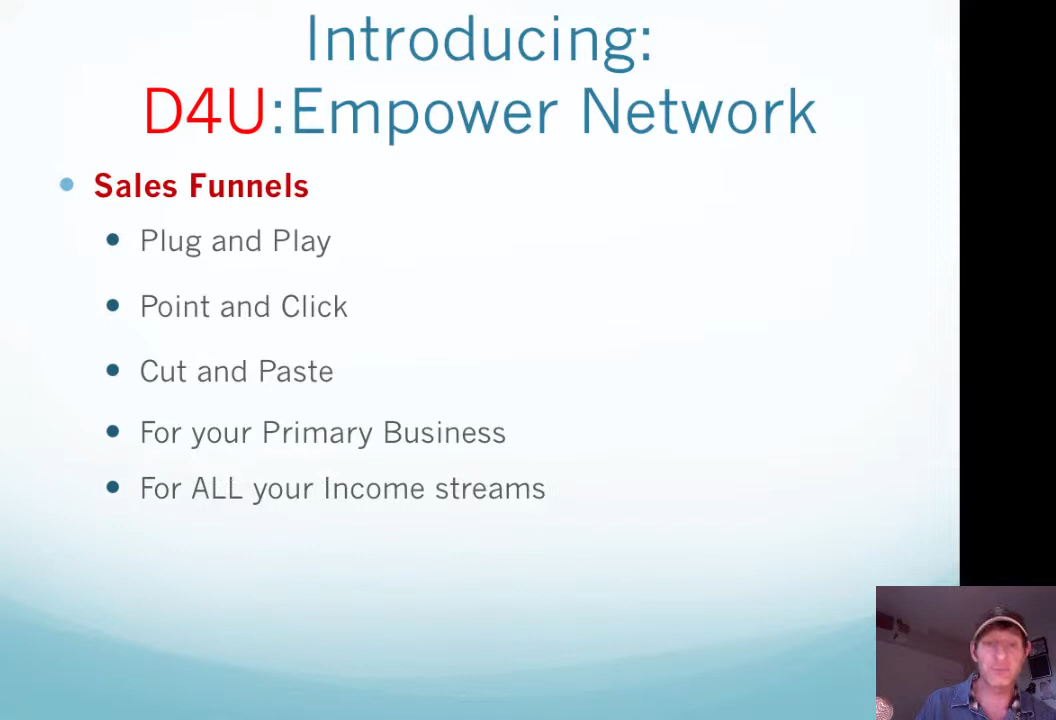 Introducing:
D4U:Empower Network
Sales Funnels
Plug and Play
Point and Click
Cut and Paste
For your Primary Business
For ALL your Income streams